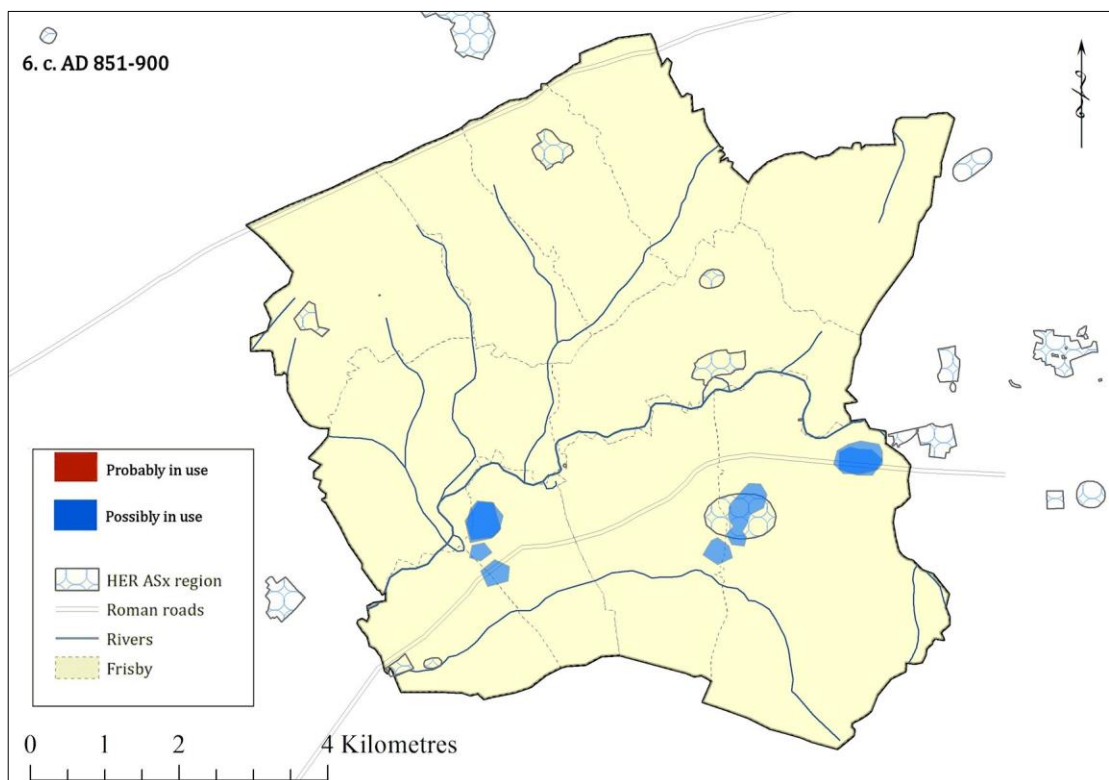 6. c. AD 851-900
Probably in use
Possibly in use
HER ASx region
Roman roads
Rivers
Frisby
0 1 2 4 Kilometres